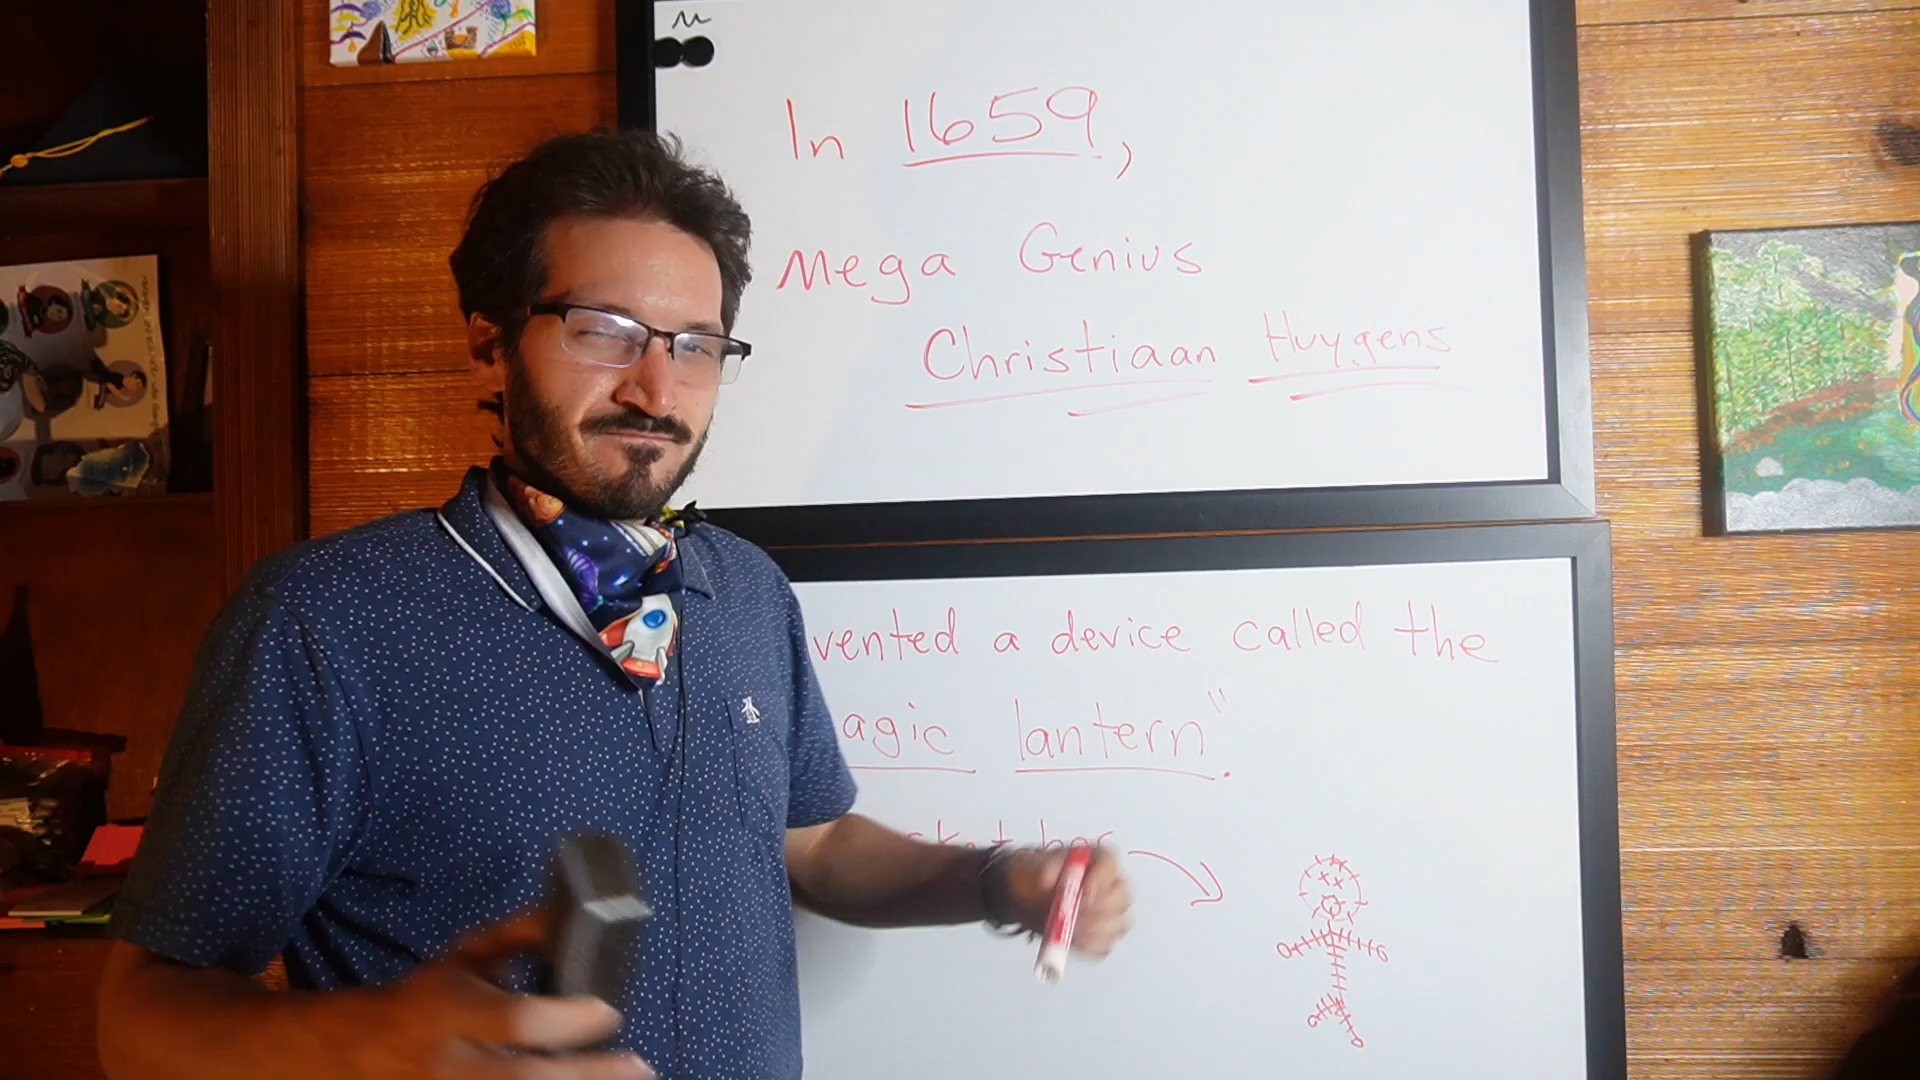 In 1659,
Mega Genius
Christiaan Huygens
vented a device called the
agic lantern".